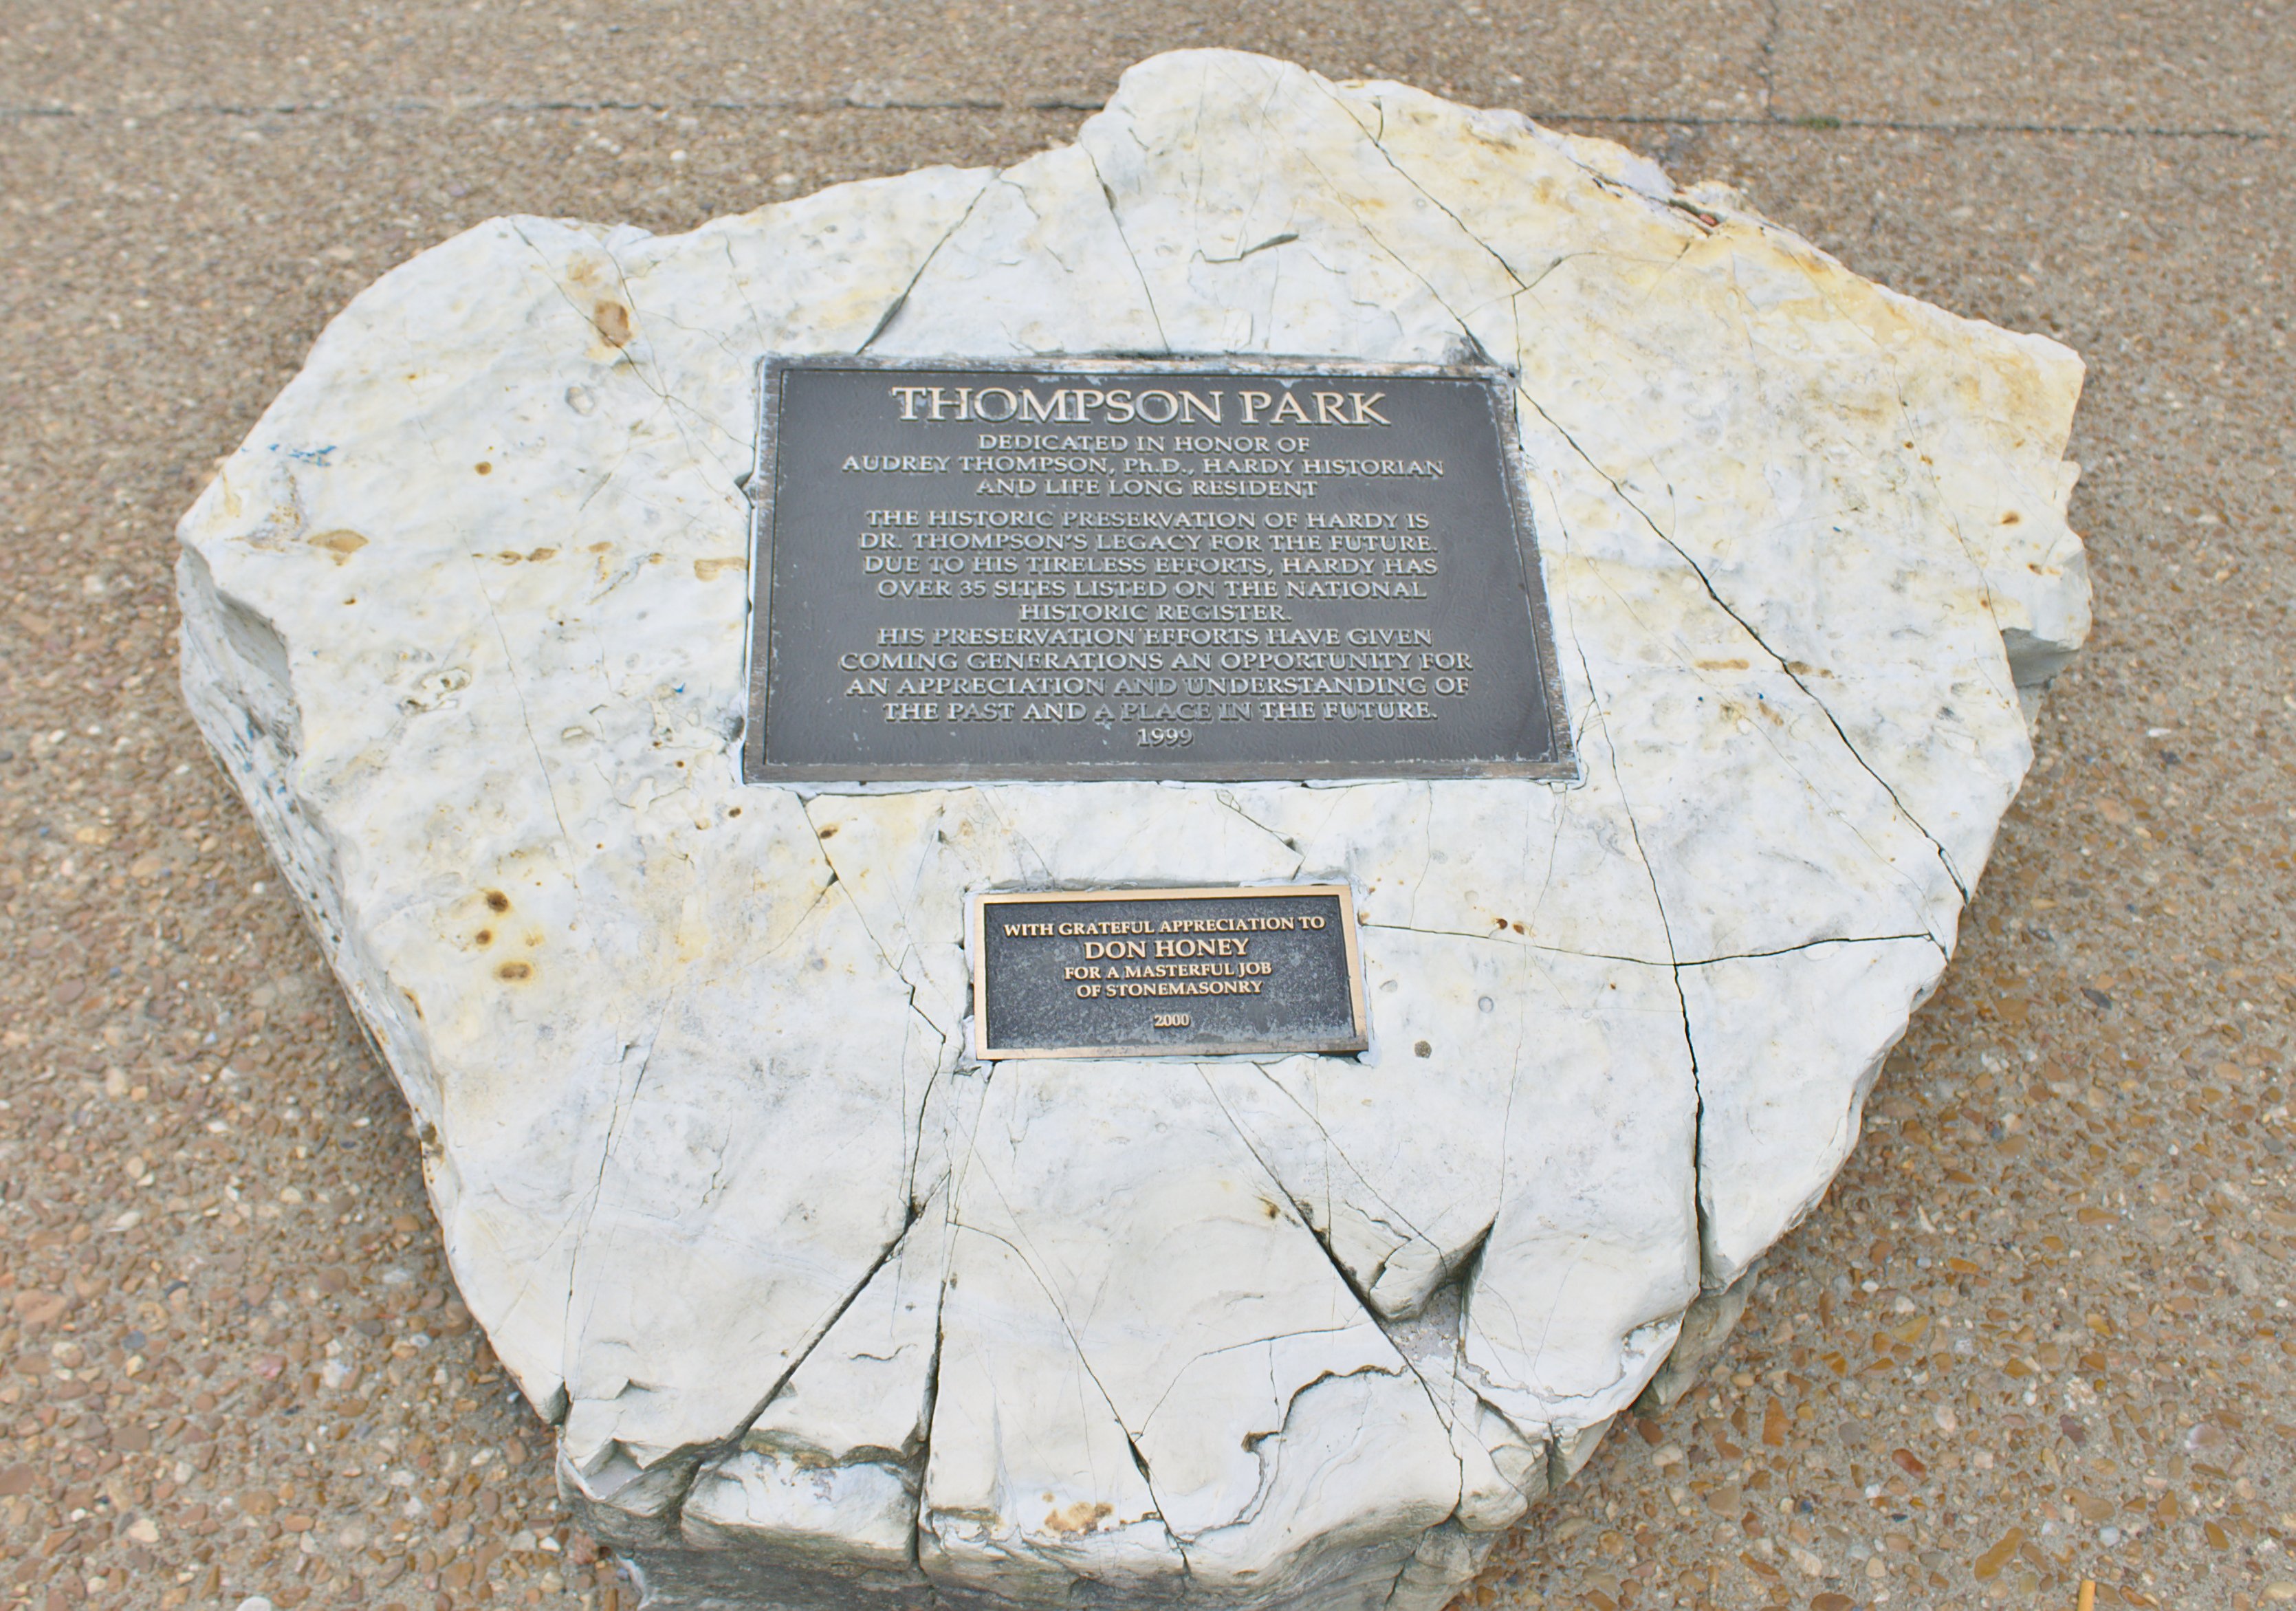 THOMPSON PARK
DEDICATED IN HONOR OF
AUDREY THOMPSON, Ph.D., HARDY HISTORIAN
AND LIFE LONG RESIDENT
THE HISTORIC PRESERVATION OF HARDY IS
DR. THOMPSON'S LEGACY FOR THE FUTURE.
DUE TO HIS TIRELESS EFFORTS, HARDY HAS
OVER 35 SITES LISTED ON THE NATIONAL
HISTORIC REGISTER.
HIS PRESERVATION EFFORTS HAVE GIVEN
COMING GENERATIONS AN OPPORTUNITY FOR
AN APPRECIATION AND UNDERSTANDING OF
THE PAST AND A PLACE IN THE FUTURE.
1999
WITH GRATEFUL APPRECIATION TO
DON HONEY
FOR A MASTERFUL JOB
OF STONEMASONRY
2000